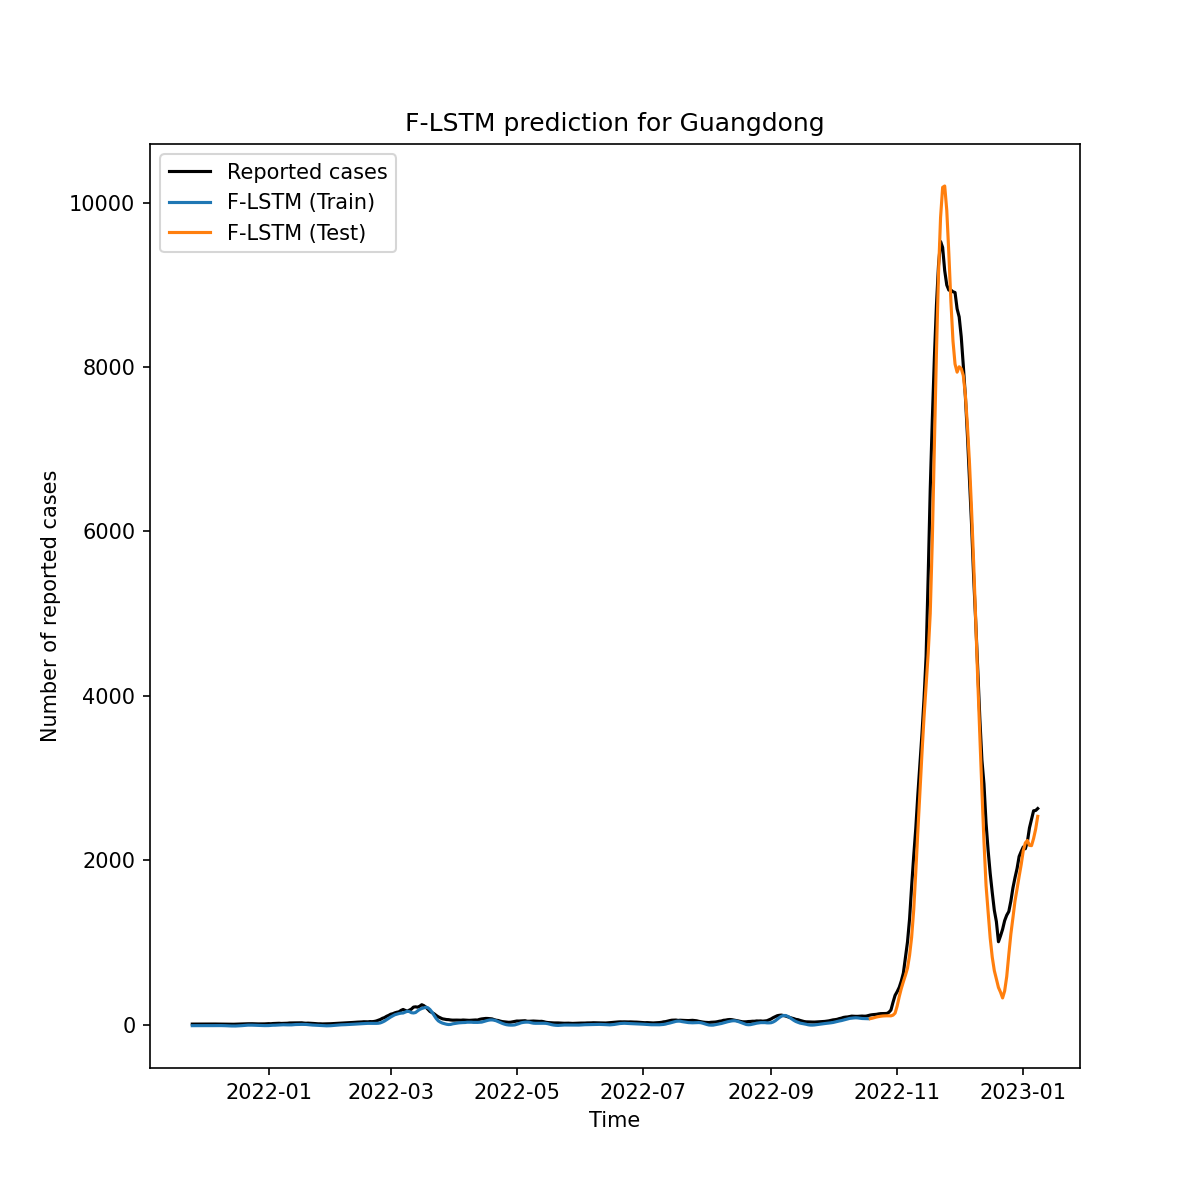 F-LSTM prediction for Guangdong
Reported cases
F-LSTM (Train)
F-LSTM (Test)
10000
8000
6000
4000
2000
0
Number of reported cases
2022-01 2022-03 2022-05 2022-07 2022-09 2022-11 2023-01
Time